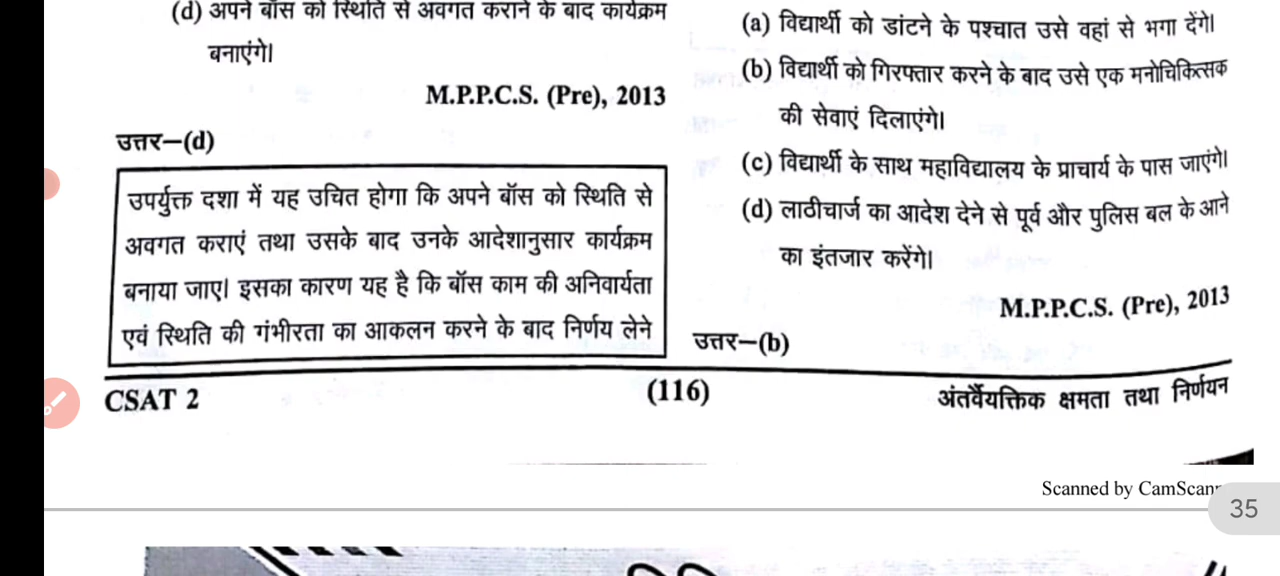 (d) अपने बॉस को स्थिति से अवगत कराने के बाद कार्यक्रम
बनाएंगे।
M.P.P.C.S. (Pre), 2013
उत्तर–(d)
उपर्युक्त दशा में यह उचित होगा कि अपने बॉस को स्थिति से
अवगत कराएं तथा उसके बाद उनके आदेशानुसार कार्यक्रम
बनाया जाए। इसका कारण यह है कि बॉस काम की अनिवार्यता
एवं स्थिति की गंभीरता का आकलन करने के बाद निर्णय लेने
(a) विद्यार्थी को डांटने के पश्चात उसे वहां से भगा देंगे।
(b) विद्यार्थी को गिरफ्तार करने के बाद उसे एक मनोचिकित्सक
की सेवाएं दिलाएंगे।
(c) विद्यार्थी के साथ महाविद्यालय के प्राचार्य के पास जाएंगे।
(d) लाठीचार्ज का आदेश देने से पूर्व और पुलिस बल के आने
का इंतजार करेंगे।
M.P.P.C.S. (Pre), 2013
उत्तर–(b)
CSAT 2
(116)
अंतर्वैयक्तिक क्षमता तथा निर्णयन
Scanned by CamScann
35